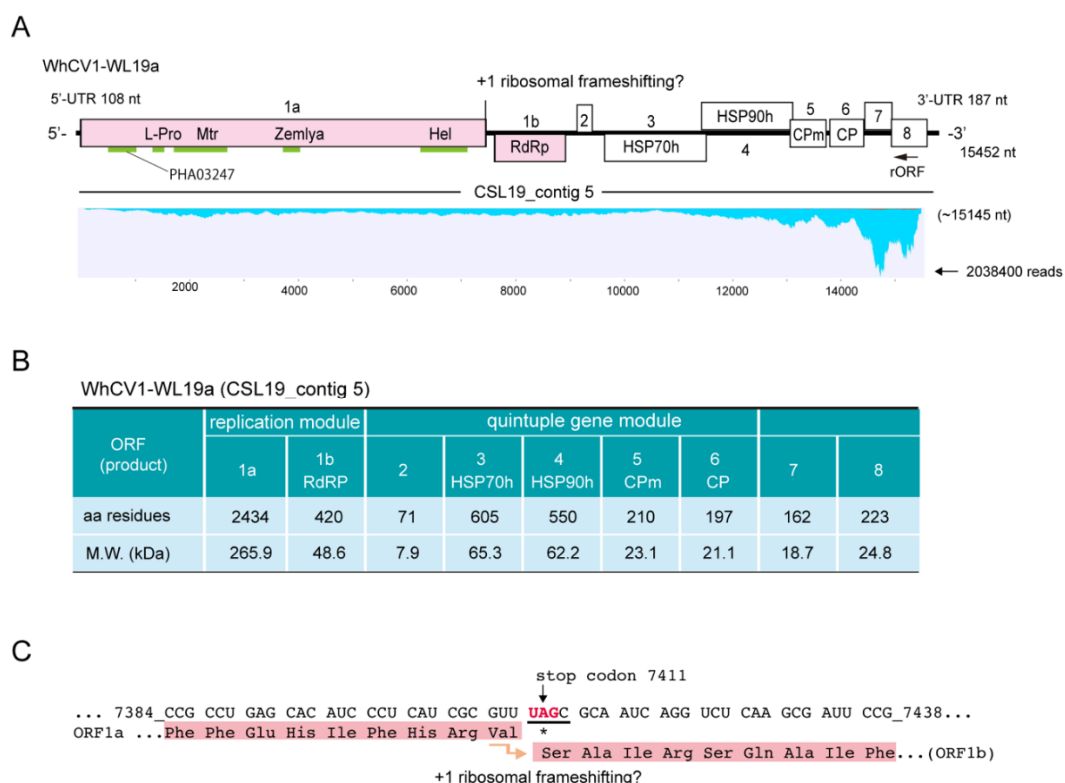 A
WhCV1-WL19a
+1 ribosomal frameshifting?
5'-UTR 108 nt
3'-UTR 187 nt
1a
1b
2
3
HSP90h
5
6
7
5'-
L-Pro
Mtr
Zemlya
Hel
RdRp
HSP70h
4
CPm
CP
8
-3'
PHA03247
rORF
15452 nt
CSL19_contig 5
(~15145 nt)
2038400 reads
2000
4000
6000
8000
10000
12000
14000
B
WhCV1-WL19a (CSL19_contig 5)
ORF
(product)
replication module
quintuple gene module
1a
1b
RdRP
2
3
HSP70h
4
HSP90h
5
CPm
6
CP
7
8
aa residues 2434 420 71 605 550 210 197 162 223
M.W. (kDa) 265.9 48.6 7.9 65.3 62.2 23.1 21.1 18.7 24.8
C
stop codon 7411
... 7384_CCG CCU GAG CAC AUC CCU CAU CGC GUU UAGC GCA AUC AGG UCU CAA GCG AUU CCG_7438...
ORF1a ...Phe Phe Glu His Ile Phe His Arg Val *
Ser Ala Ile Arg Ser Gln Ala Ile Phe...(ORF1b)
+1 ribosomal frameshifting?